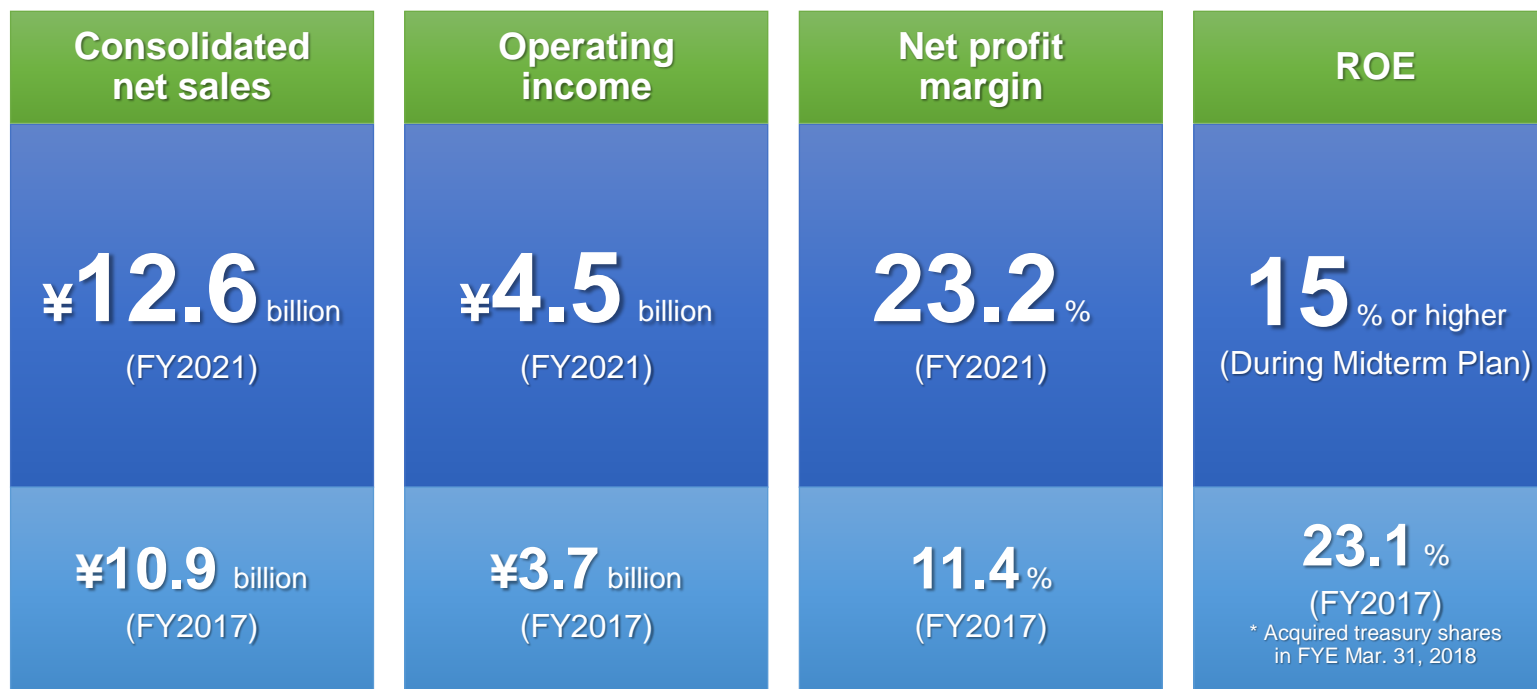 Consolidated
net sales
¥12.6 billion
(FY2021)
¥10.9 billion
(FY2017)
Operating
income
¥4.5 billion
(FY2021)
¥3.7 billion
(FY2017)
Net profit
margin
23.2 %
(FY2021)
11.4 %
(FY2017)
ROE
15 % or higher
(During Midterm Plan)
23.1 %
(FY2017)
* Acquired treasury shares
in FYE Mar. 31, 2018